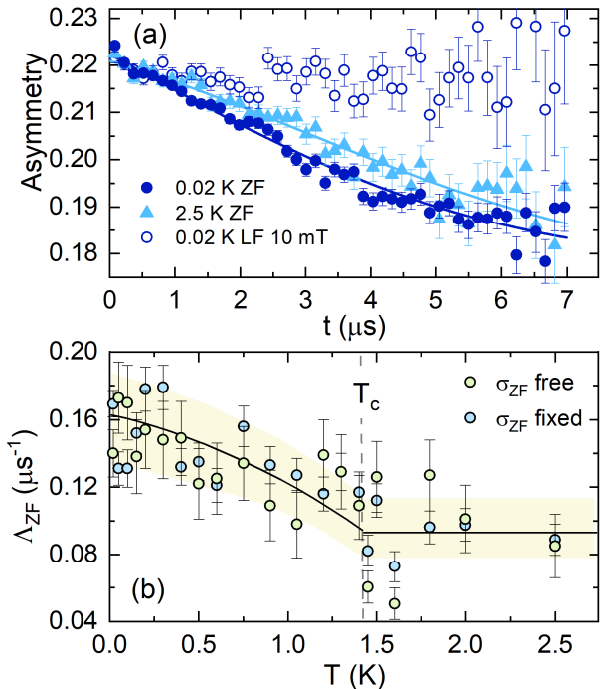 0.23
0.22
0.21
0.20
0.19
0.18
Asymmetry
(a)
0.02 K ZF
2.5 K ZF
0.02 K LF 10 mT
0 1 2 3 4 5 6 7
t (μs)
0.20
0.16
0.12
0.08
0.04
Λ_ZF (μs⁻¹)
T_c
σ_ZF free
σ_ZF fixed
(b)
0.0 0.5 1.0 1.5 2.0 2.5
T (K)